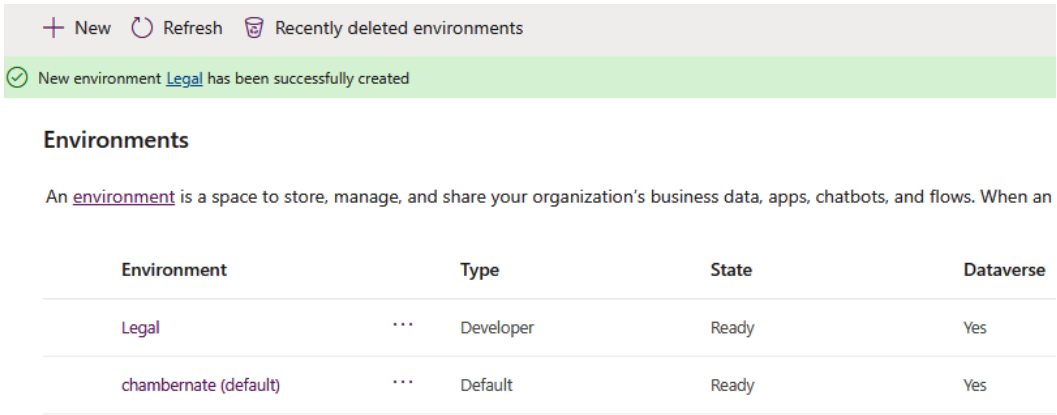 New Refresh Recently deleted environments
New environment Legal has been successfully created
Environments
An environment is a space to store, manage, and share your organization's business data, apps, chatbots, and flows. When an
Environment Type State Dataverse
Legal ... Developer Ready Yes
chambernate (default) ... Default Ready Yes